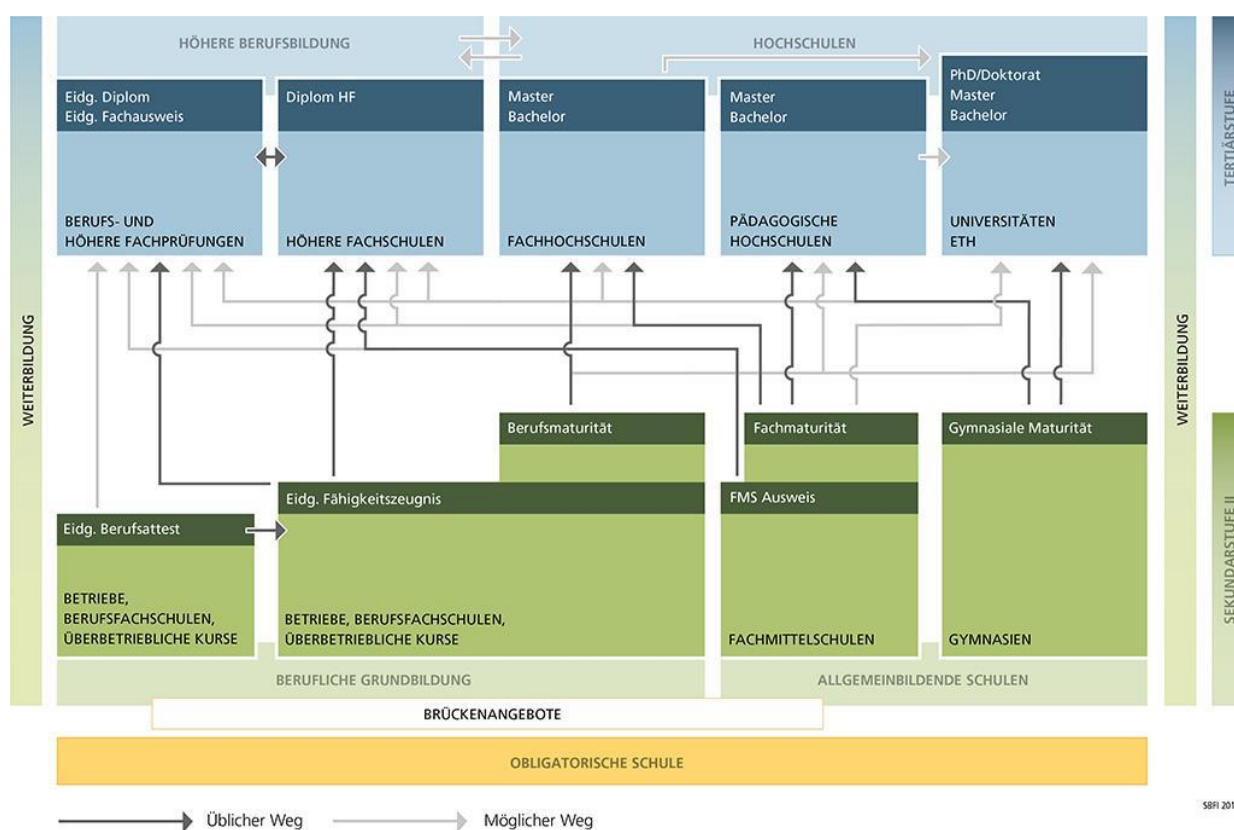 HÖHERE BERUFSBILDUNG
HOCHSCHULEN
Eidg. Diplom
Eidg. Fachausweis
Diplom HF
Master
Bachelor
Master
Bachelor
PhD/Doktorat
Master
Bachelor
BERUFS- UND
HÖHERE FACHPRÜFUNGEN
HÖHERE FACHSCHULEN
FACHHOCHSCHULEN
PÄDAGOGISCHE
HOCHSCHULEN
UNIVERSITÄTEN
ETH
TERTIÄRSTUFE
WEITERBILDUNG
WEITERBILDUNG
Berufsmaturität
Fachmaturität
Gymnasiale Maturität
Eidg. Fähigkeitszeugnis
FMS Ausweis
Eidg. Berufsattest
BETRIEBE,
BERUFSFACHSCHULEN,
ÜBERBETRIEBLICHE KURSE
BETRIEBE, BERUFSFACHSCHULEN,
ÜBERBETRIEBLICHE KURSE
FACHMITTELSCHULEN
GYMNASIEN
SEKUNDARSTUFE II
BERUFLICHE GRUNDBILDUNG
ALLGEMEINBILDENDE SCHULEN
BRÜCKENANGEBOTE
OBLIGATORISCHE SCHULE
Üblicher Weg
Möglicher Weg
SBFI 201